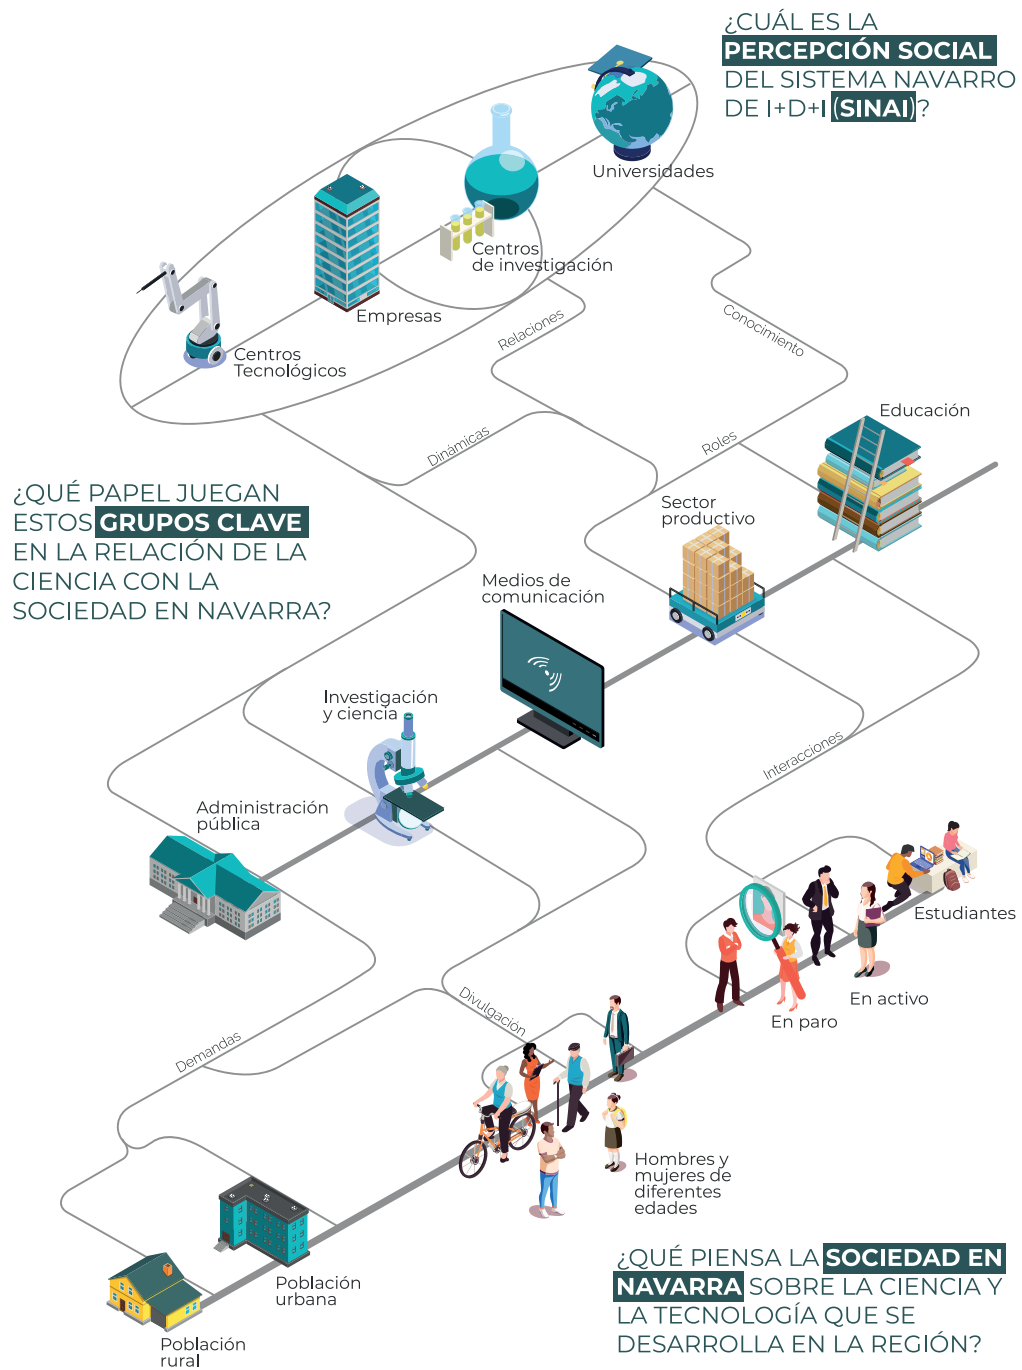 ¿CUÁL ES LA
PERCEPCIÓN SOCIAL
DEL SISTEMA NAVARRO
DE I+D+I (SINAI)?
Universidades
Centros
de investigación
Empresas
Centros
Tecnológicos
Relaciones
Conocimiento
Dinámicas
Roles
Educación
¿QUÉ PAPEL JUEGAN
ESTOS GRUPOS CLAVE
EN LA RELACIÓN DE LA
CIENCIA CON LA
SOCIEDAD EN NAVARRA?
Sector
productivo
Medios de
comunicación
Investigación
y ciencia
Administración
pública
Interacciones
Estudiantes
En activo
En paro
Divulgación
Demandas
Hombres y
mujeres de
diferentes
edades
Población
urbana
Población
rural
¿QUÉ PIENSA LA SOCIEDAD EN
NAVARRA SOBRE LA CIENCIA Y
LA TECNOLOGÍA QUE SE
DESARROLLA EN LA REGIÓN?